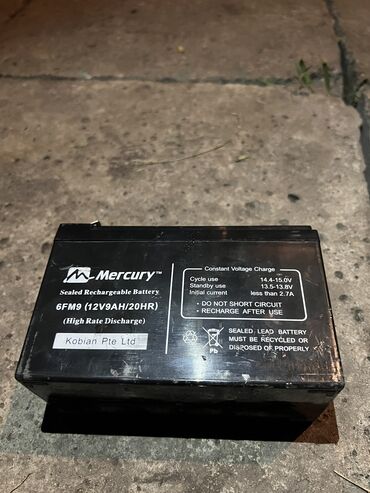 Mercury™
Sealed Rechargeable Battery
6FM9 (12V9AH/20HR)
(High Rate Discharge)
Kobian Pte Ltd
Constant Voltage Charge
Cycle use 14.4-15.0V
Standby use 13.5-13.8V
Initial current less than 2.7A
• DO NOT SHORT CIRCUIT
• RECHARGE AFTER USE
Pb
SEALED LEAD BATTERY
MUST BE RECYCLED OR
DISPOSED OF PROPERLY